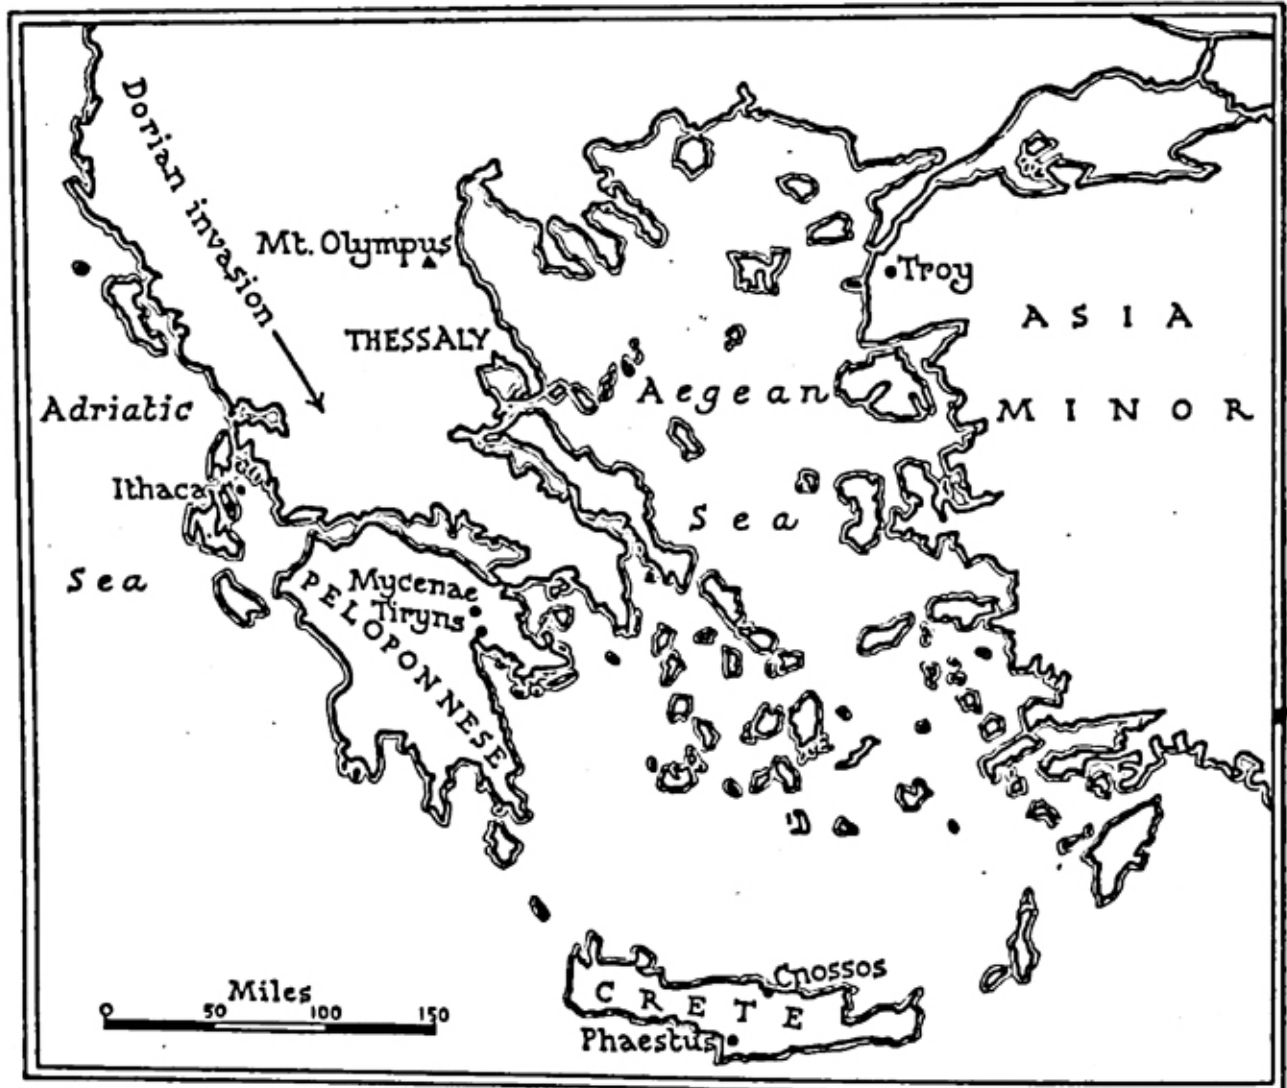 Dorian invasion
Mt. Olympus
Troy
ASIA
THESSALY
Adriatic
Aegean
MINOR
Ithaca
Sea
Sea
Mycenae
Tiryns
PELOPONNESE
Cnossos
CRETE
Miles
0 50 100 150
Phaestus